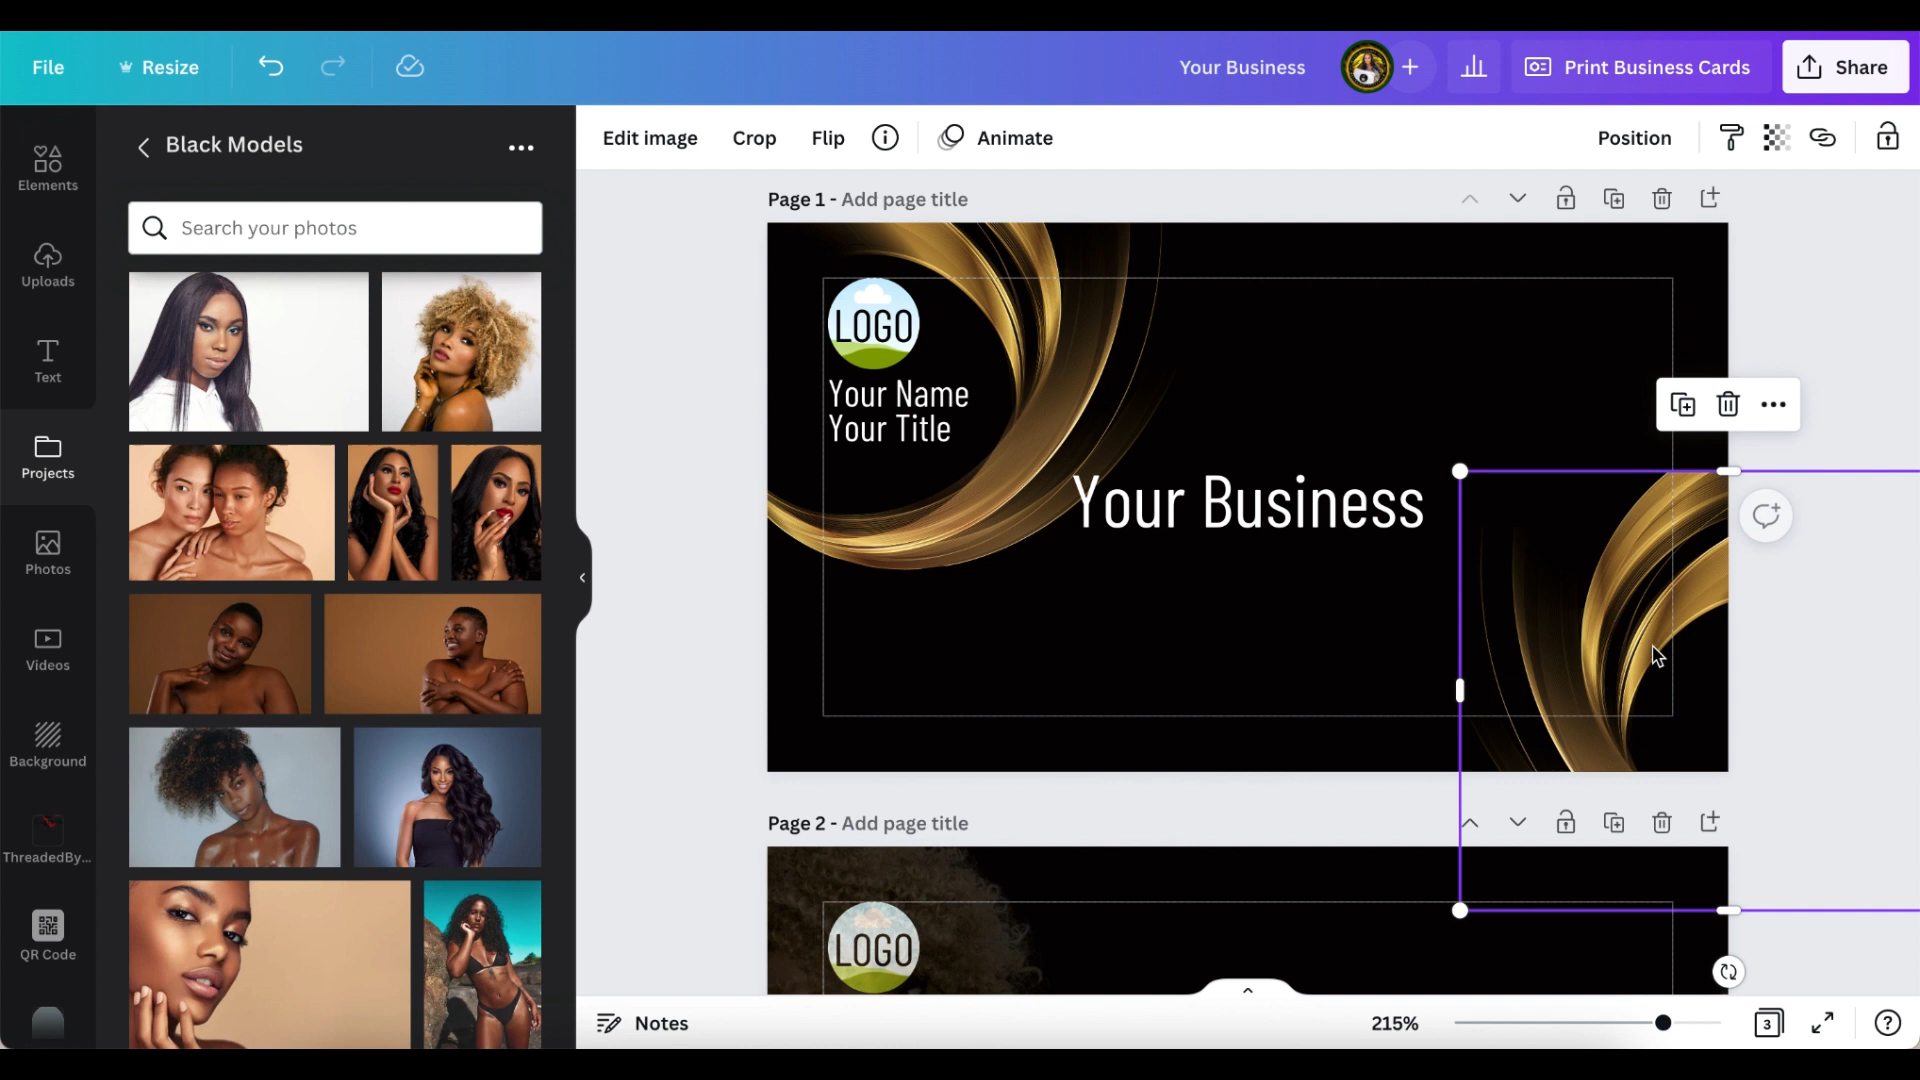 File
Resize
Your Business
Print Business Cards
Share
Elements
Uploads
Text
Projects
Photos
Videos
Background
ThreadedBy...
QR Code
Black Models
Search your photos
Edit image
Crop
Flip
Animate
Position
Page 1 - Add page title
LOGO
Your Name
Your Title
Your Business
Page 2 - Add page title
LOGO
Notes
215%
3